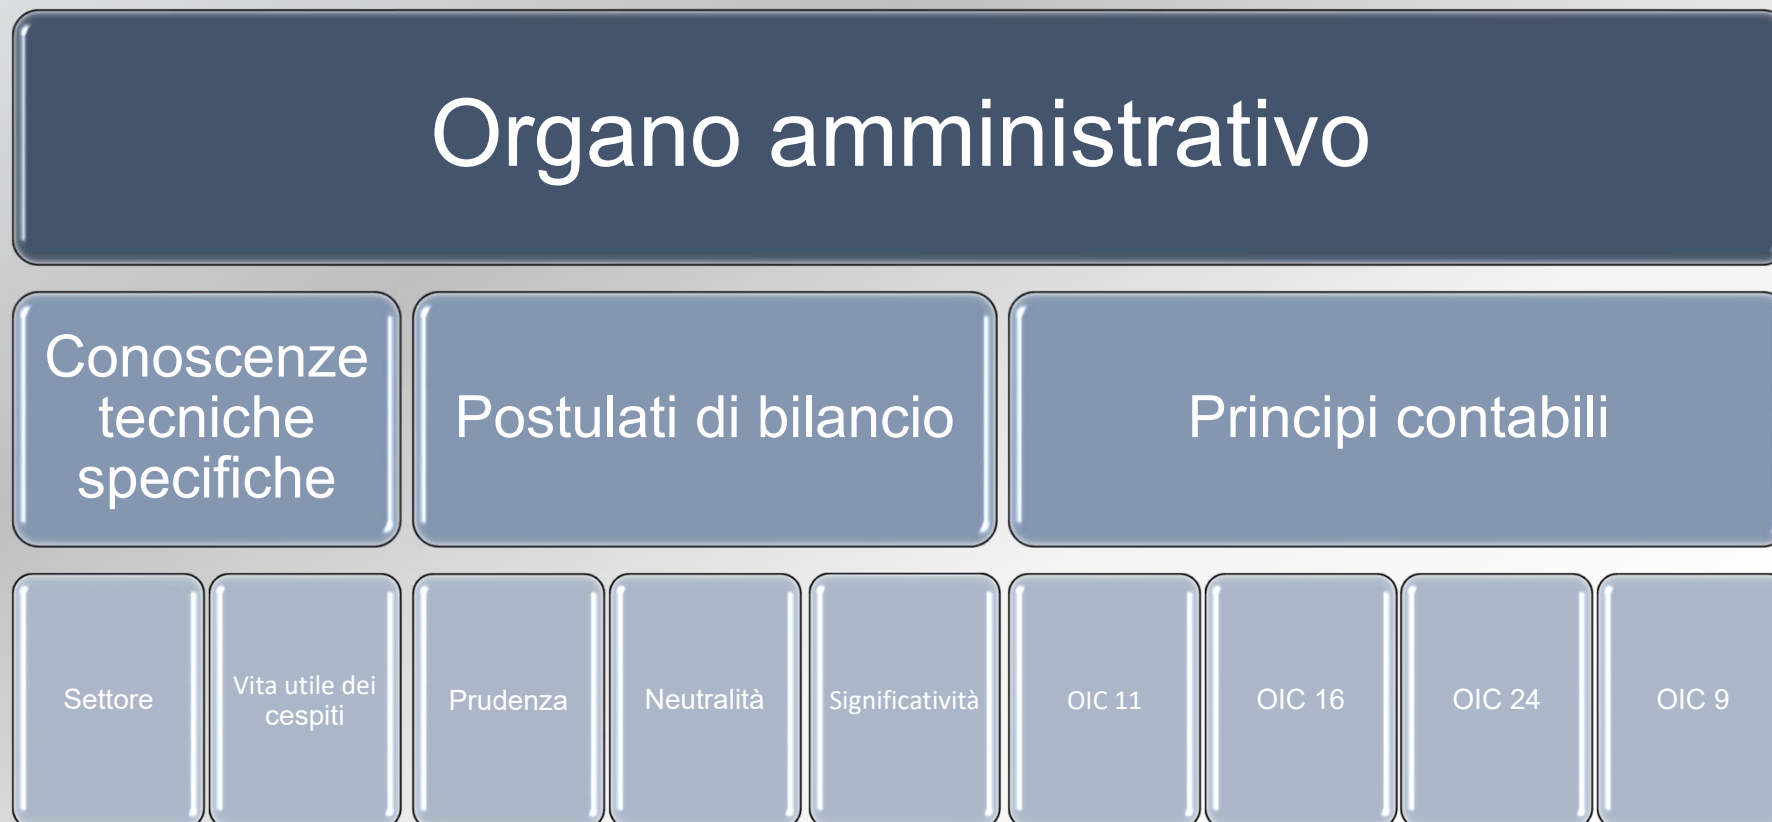 Organo amministrativo
Conoscenze
tecniche
specifiche
Postulati di bilancio
Principi contabili
Settore
Vita utile dei
cespiti
Prudenza
Neutralità
Significatività
OIC 11
OIC 16
OIC 24
OIC 9